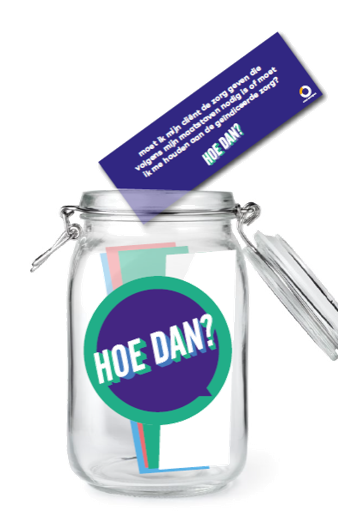 moet ik mijn cliënt de zorg geven die
volgens mijn maatstaven nodig is of moet
ik me houden aan de geïndiceerde zorg?
HOE DAN?
HOE DAN?